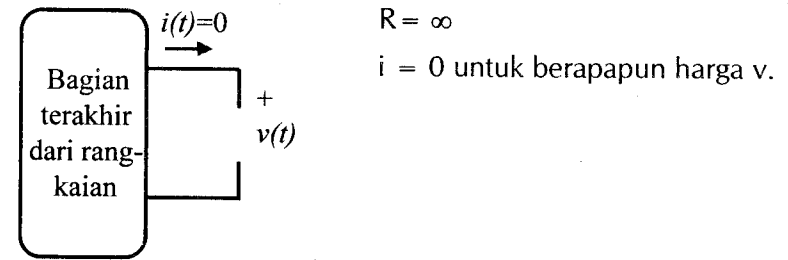 i(t)=0
Bagian
terakhir
dari rang-
kaian
+
v(t)
R = ∞
i = 0 untuk berapapun harga v.